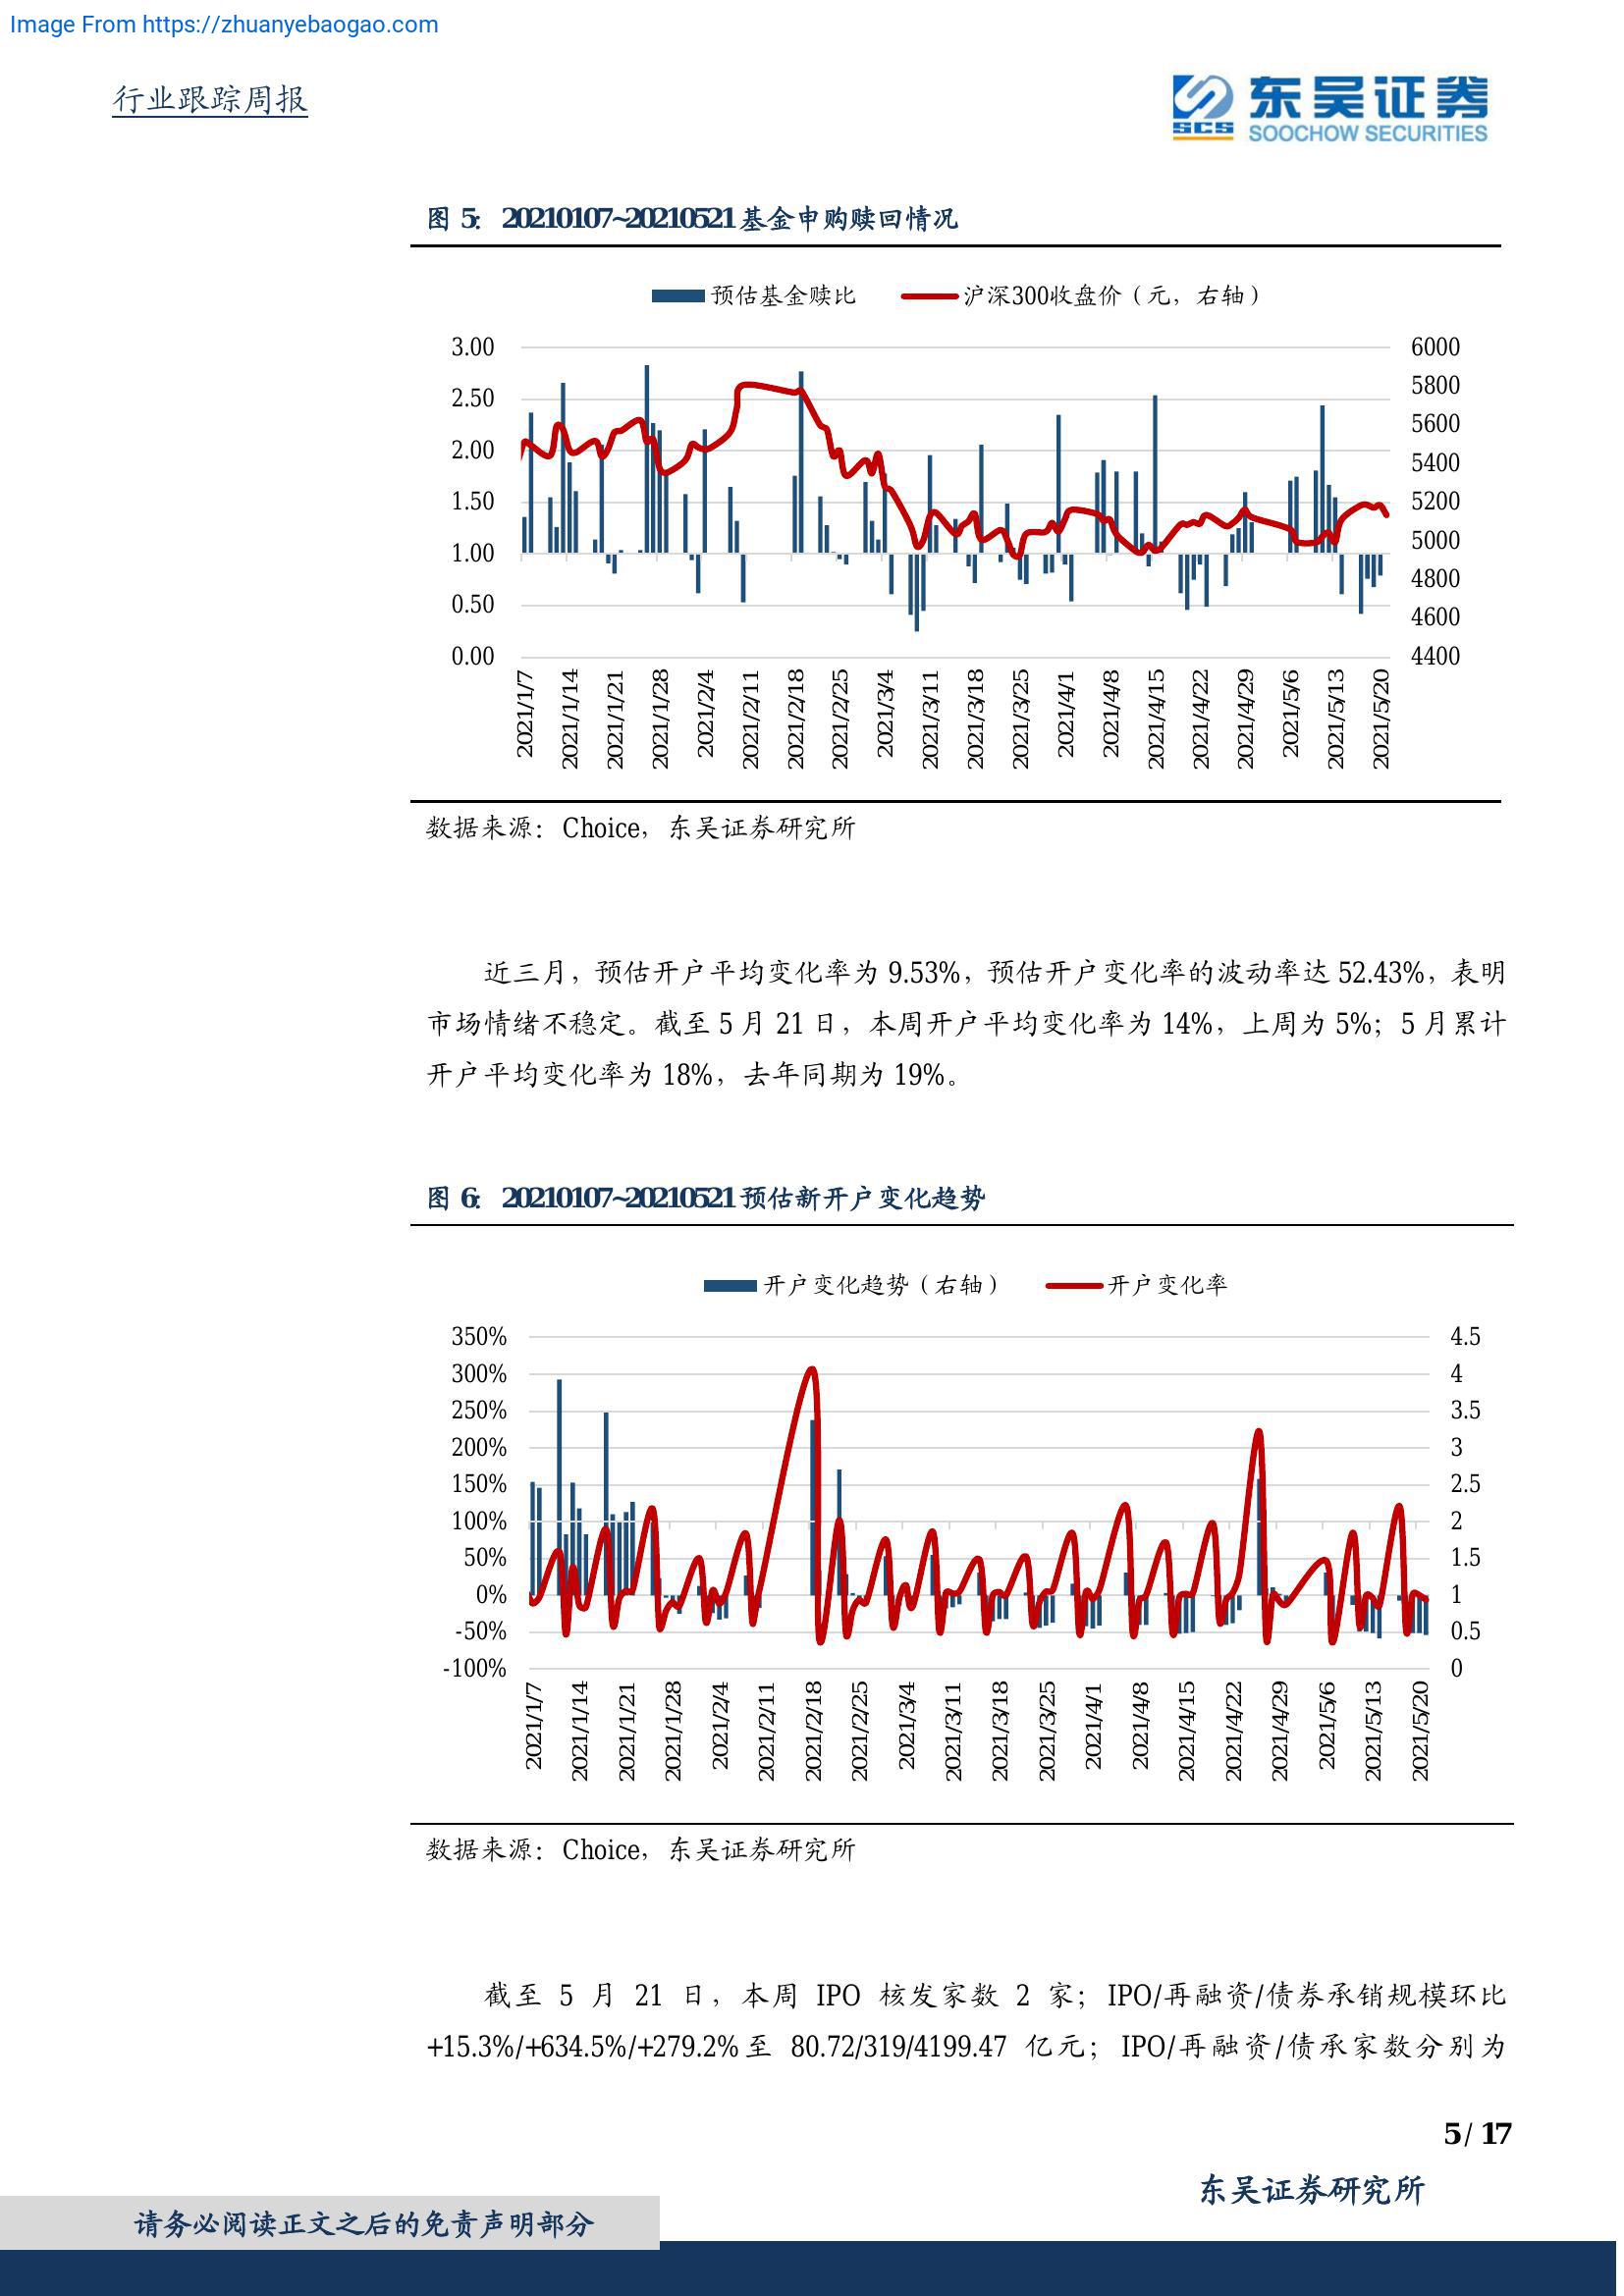 Image From https://zhuanyebaogao.com
行业跟踪周报
SCS
东吴证券
SOOCHOW SECURITIES
图 5: 20210107~20210521 基金申购赎回情况
预估基金赎比 沪深300收盘价（元，右轴）
3.00 6000
2.50 5800
2.00 5600
1.50 5400
1.00 5200
0.50 5000
0.00 4800
4600
4400
2021/1/7 2021/1/14 2021/1/21 2021/1/28 2021/2/4 2021/2/11 2021/2/18 2021/2/25 2021/3/4 2021/3/11 2021/3/18 2021/3/25 2021/4/1 2021/4/8 2021/4/15 2021/4/22 2021/4/29 2021/5/6 2021/5/13 2021/5/20
数据来源：Choice，东吴证券研究所
近三月，预估开户平均变化率为 9.53%，预估开户变化率的波动率达 52.43%，表明
市场情绪不稳定。截至 5 月 21 日，本周开户平均变化率为 14%，上周为 5%；5 月累计
开户平均变化率为 18%，去年同期为 19%。
图 6: 20210107~20210521 预估新开户变化趋势
开户变化趋势（右轴） 开户变化率
350% 4.5
300% 4
250% 3.5
200% 3
150% 2.5
100% 2
50% 1.5
0% 1
-50% 0.5
-100% 0
2021/1/7 2021/1/14 2021/1/21 2021/1/28 2021/2/4 2021/2/11 2021/2/18 2021/2/25 2021/3/4 2021/3/11 2021/3/18 2021/3/25 2021/4/1 2021/4/8 2021/4/15 2021/4/22 2021/4/29 2021/5/6 2021/5/13 2021/5/20
数据来源：Choice，东吴证券研究所
截至 5 月 21 日，本周 IPO 核发家数 2 家；IPO/再融资/债券承销规模环比
+15.3%/+634.5%/+279.2%至 80.72/319/4199.47 亿元；IPO/再融资/债承家数分别为
5 / 17
东吴证券研究所
请务必阅读正文之后的免责声明部分